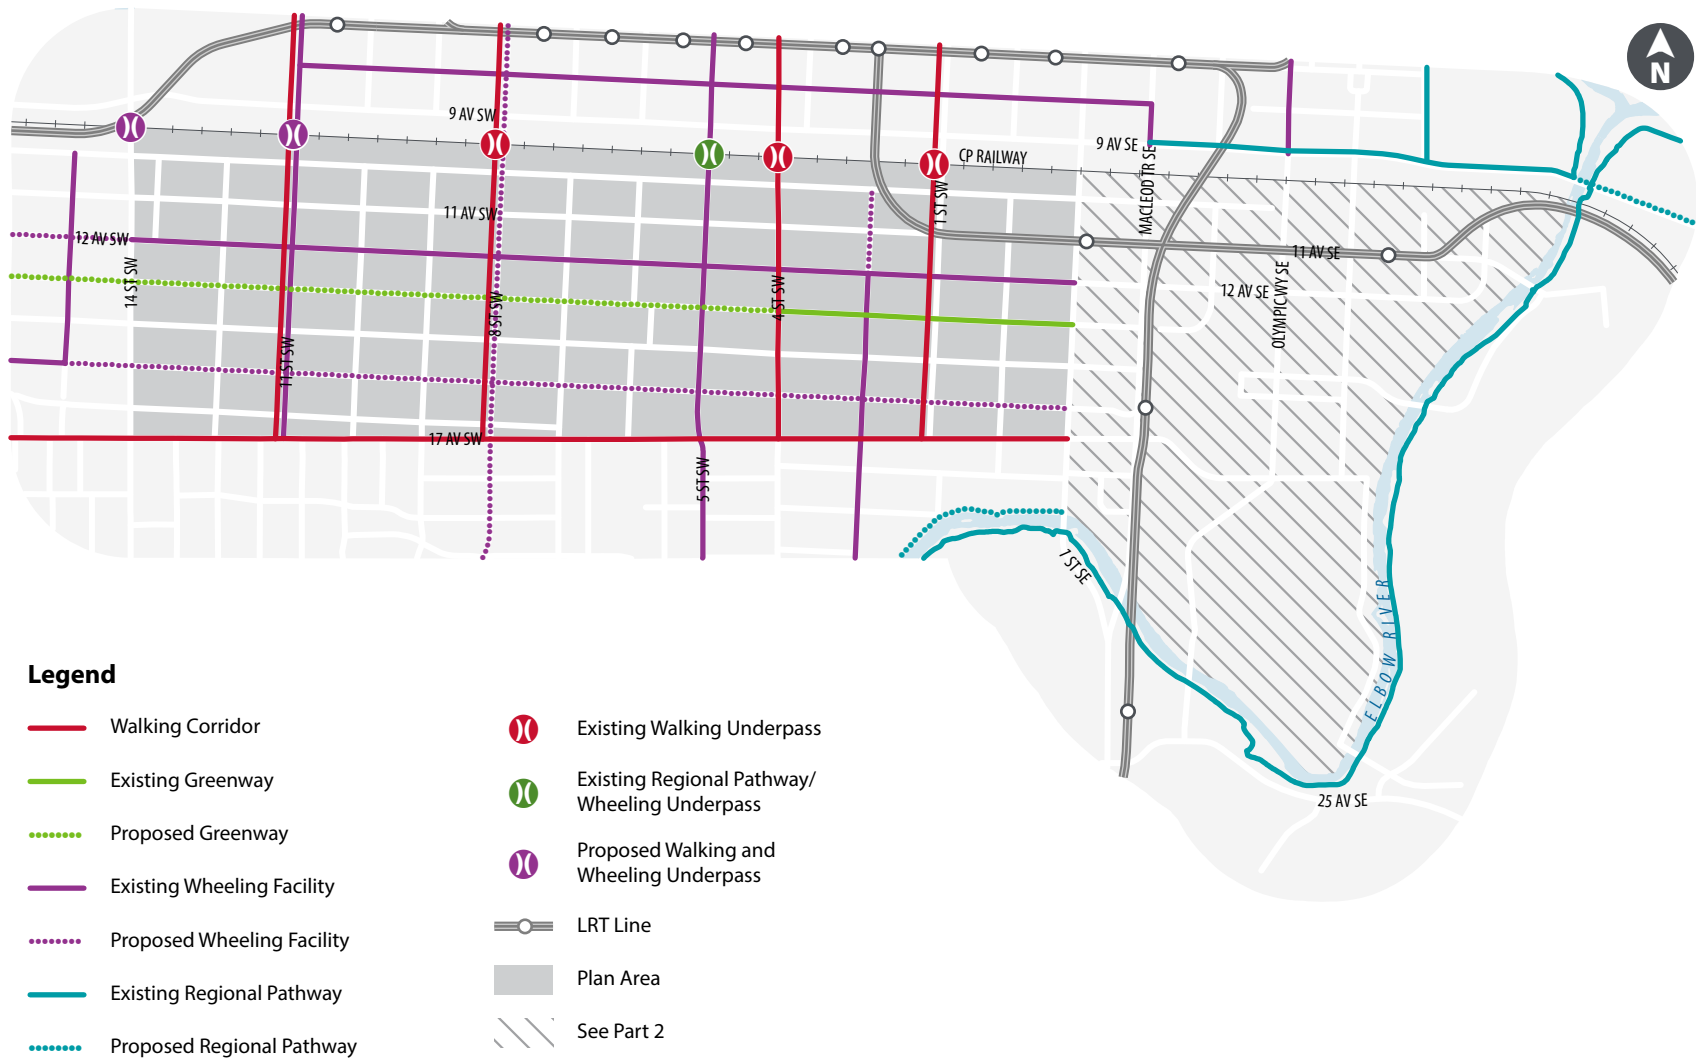 N
9 AV SW
CP RAILWAY
9 AV SE
MACLEOD TR SE
1 ST SW
11 AV SW
12 AV SW
14 ST SW
11 AV SE
12 AV SE
OLYMPIC WY SE
4 ST SW
8 ST SW
11 ST SW
17 AV SW
5 ST SW
1 ST SE
ELBOW RIVER
25 AV SE
Legend
Walking Corridor
Existing Greenway
Proposed Greenway
Existing Wheeling Facility
Proposed Wheeling Facility
Existing Regional Pathway
Proposed Regional Pathway
Existing Walking Underpass
Existing Regional Pathway/
Wheeling Underpass
Proposed Walking and
Wheeling Underpass
LRT Line
Plan Area
See Part 2